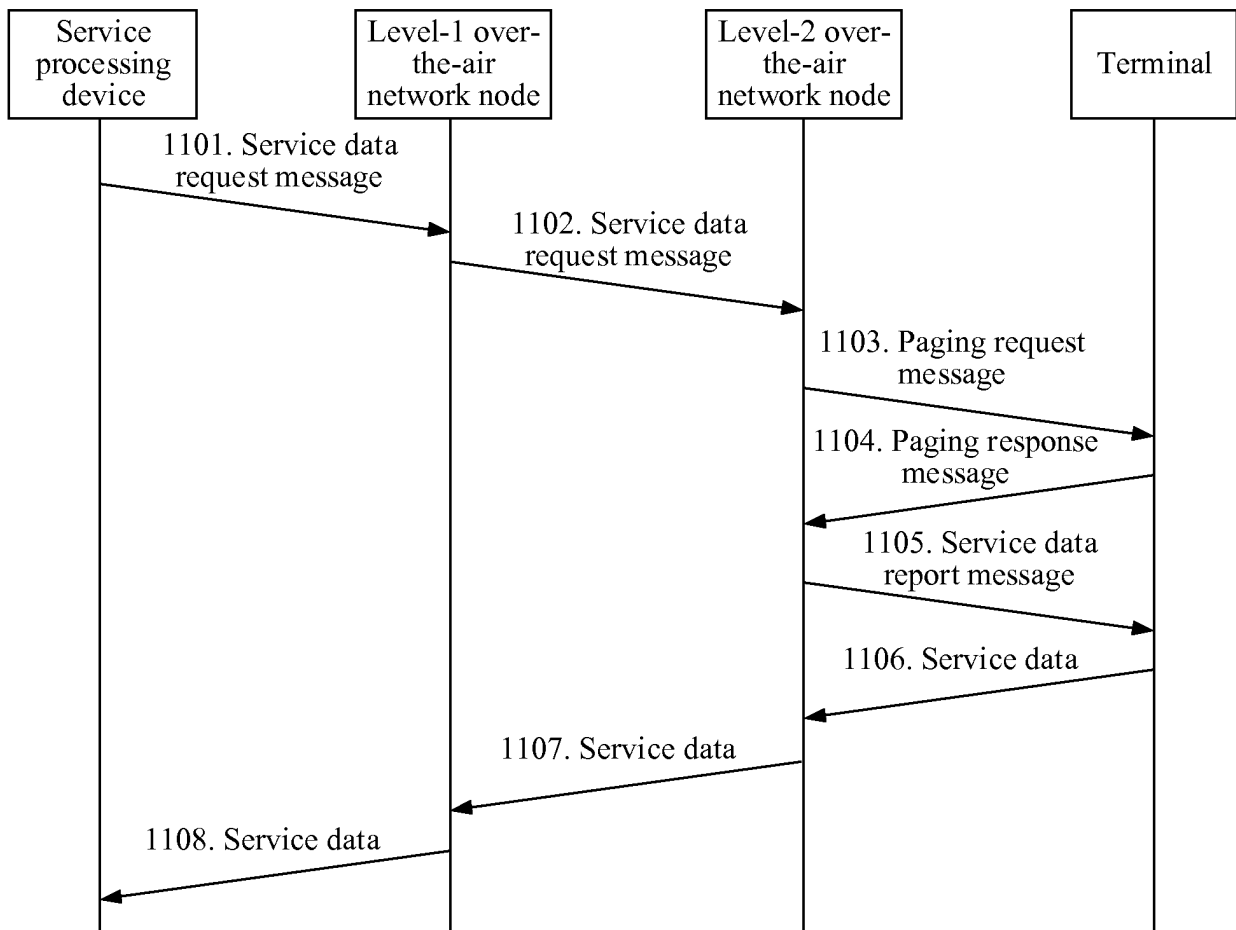 Service
processing
device
Level-1 over-
the-air
network node
Level-2 over-
the-air
network node
Terminal
1101. Service data
request message
1102. Service data
request message
1103. Paging request
message
1104. Paging response
message
1105. Service data
report message
1106. Service data
1107. Service data
1108. Service data